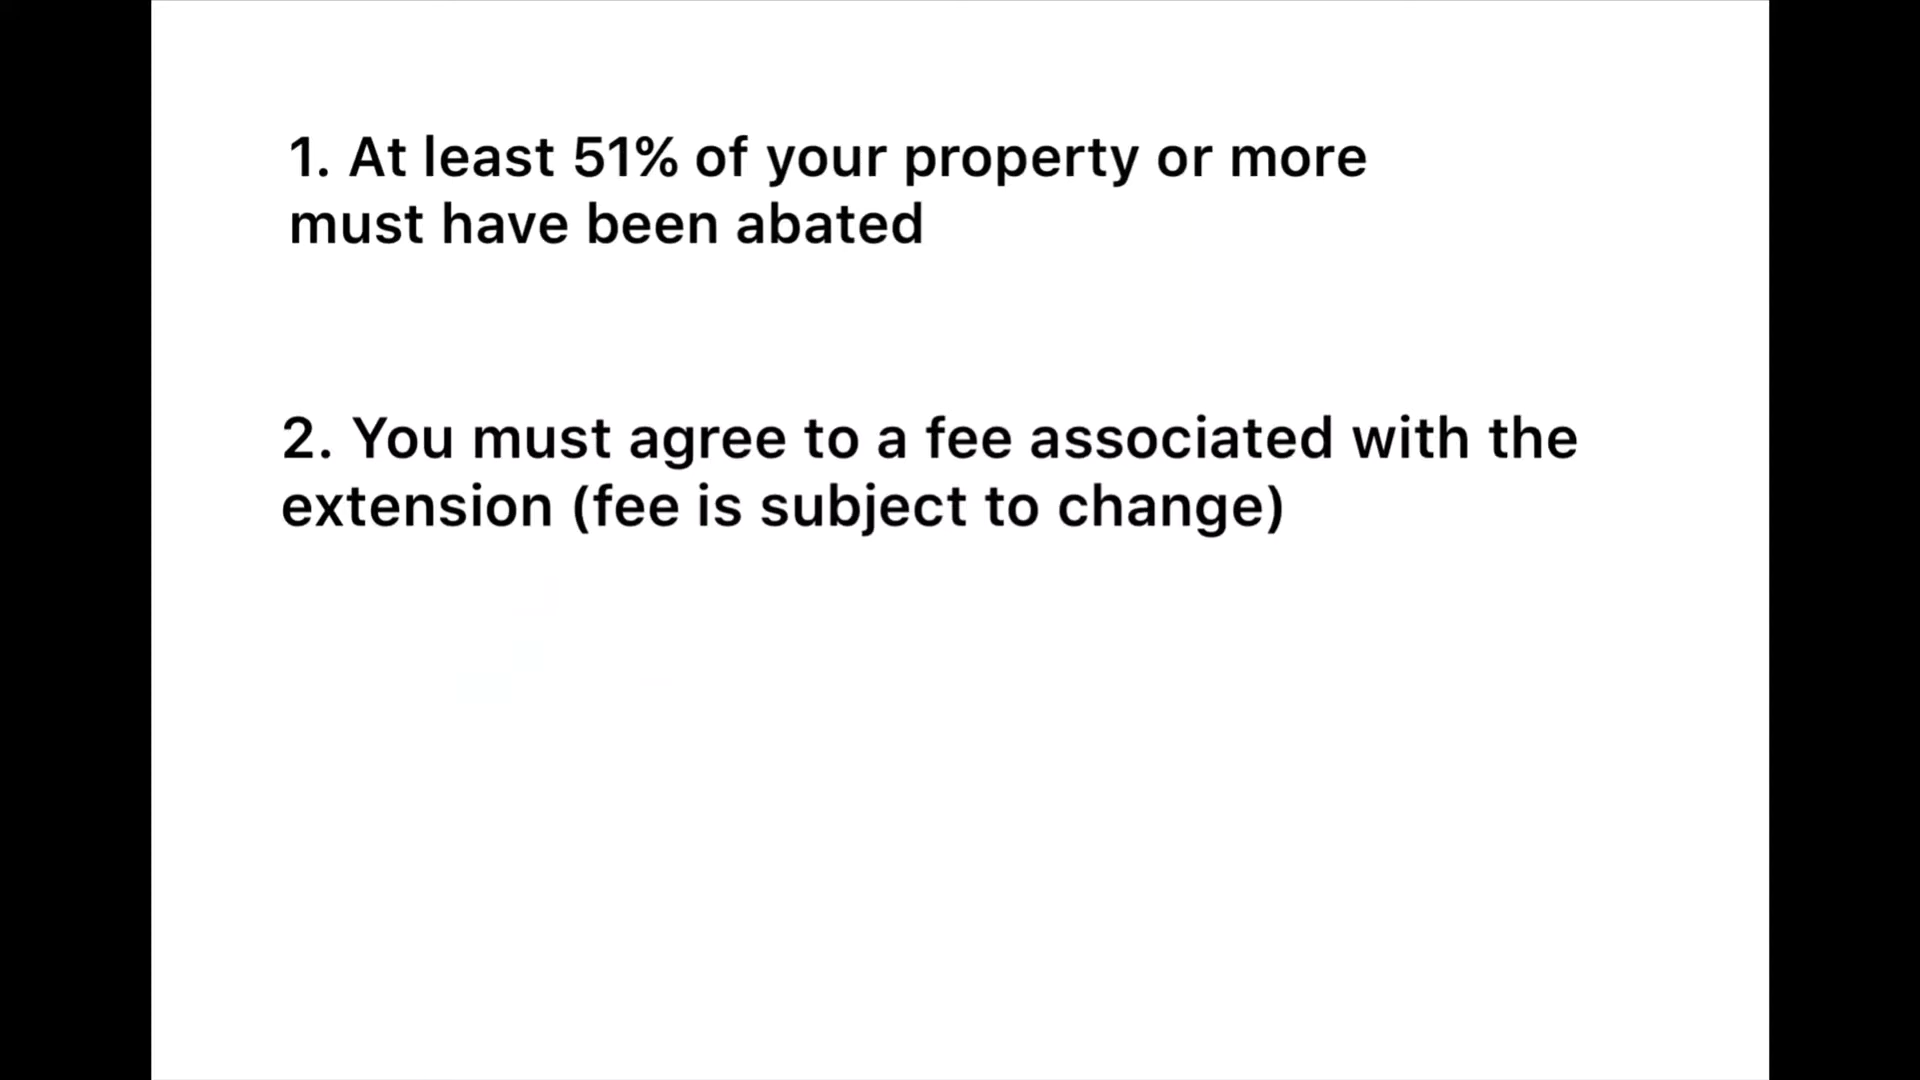 1. At least 51% of your property or more
must have been abated
2. You must agree to a fee associated with the
extension (fee is subject to change)